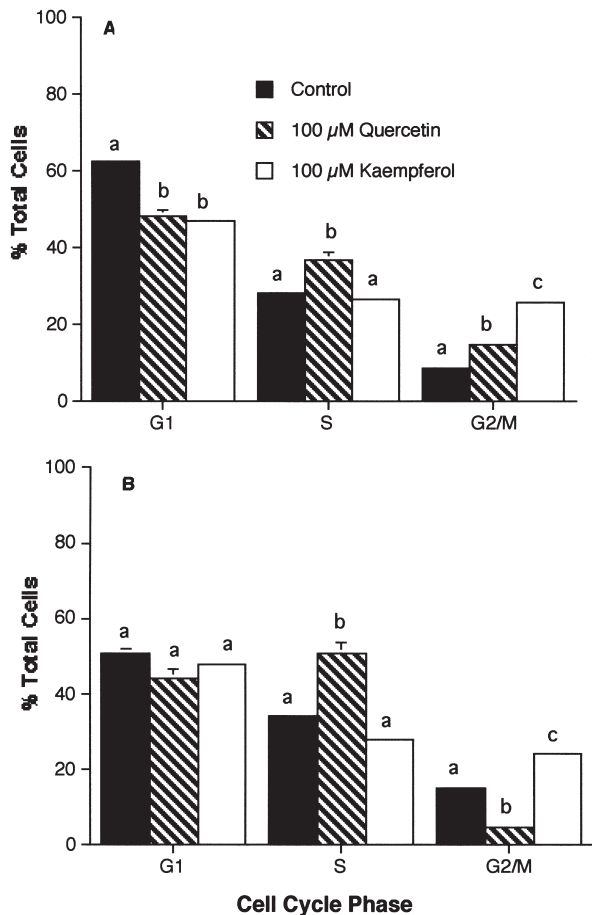 100
A
Control
80
100 µM Quercetin
100 µM Kaempferol
% Total Cells
60
a
b
b
40
a
b
a
20
a
b
c
0
G1
S
G2/M
100
B
80
% Total Cells
60
a
a
a
40
a
b
a
20
a
b
c
0
G1
S
G2/M
Cell Cycle Phase